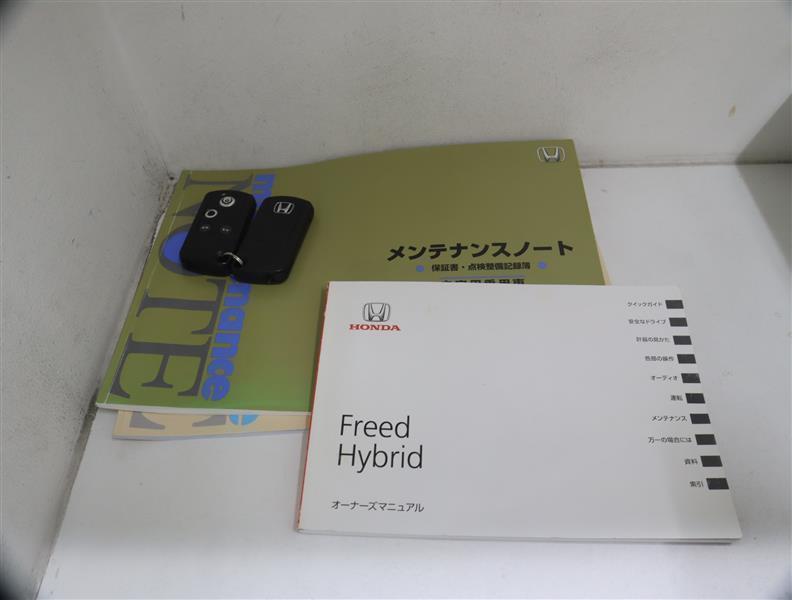 maintenance
NOTE
メンテナンスノート
保証書・点検整備記録簿
HONDA
Freed
Hybrid
オーナーズマニュアル
クイックガイド
安全なドライブ
計器の見かた
各部の操作
オーディオ
運転
メンテナンス
万一の場合には
資料
索引